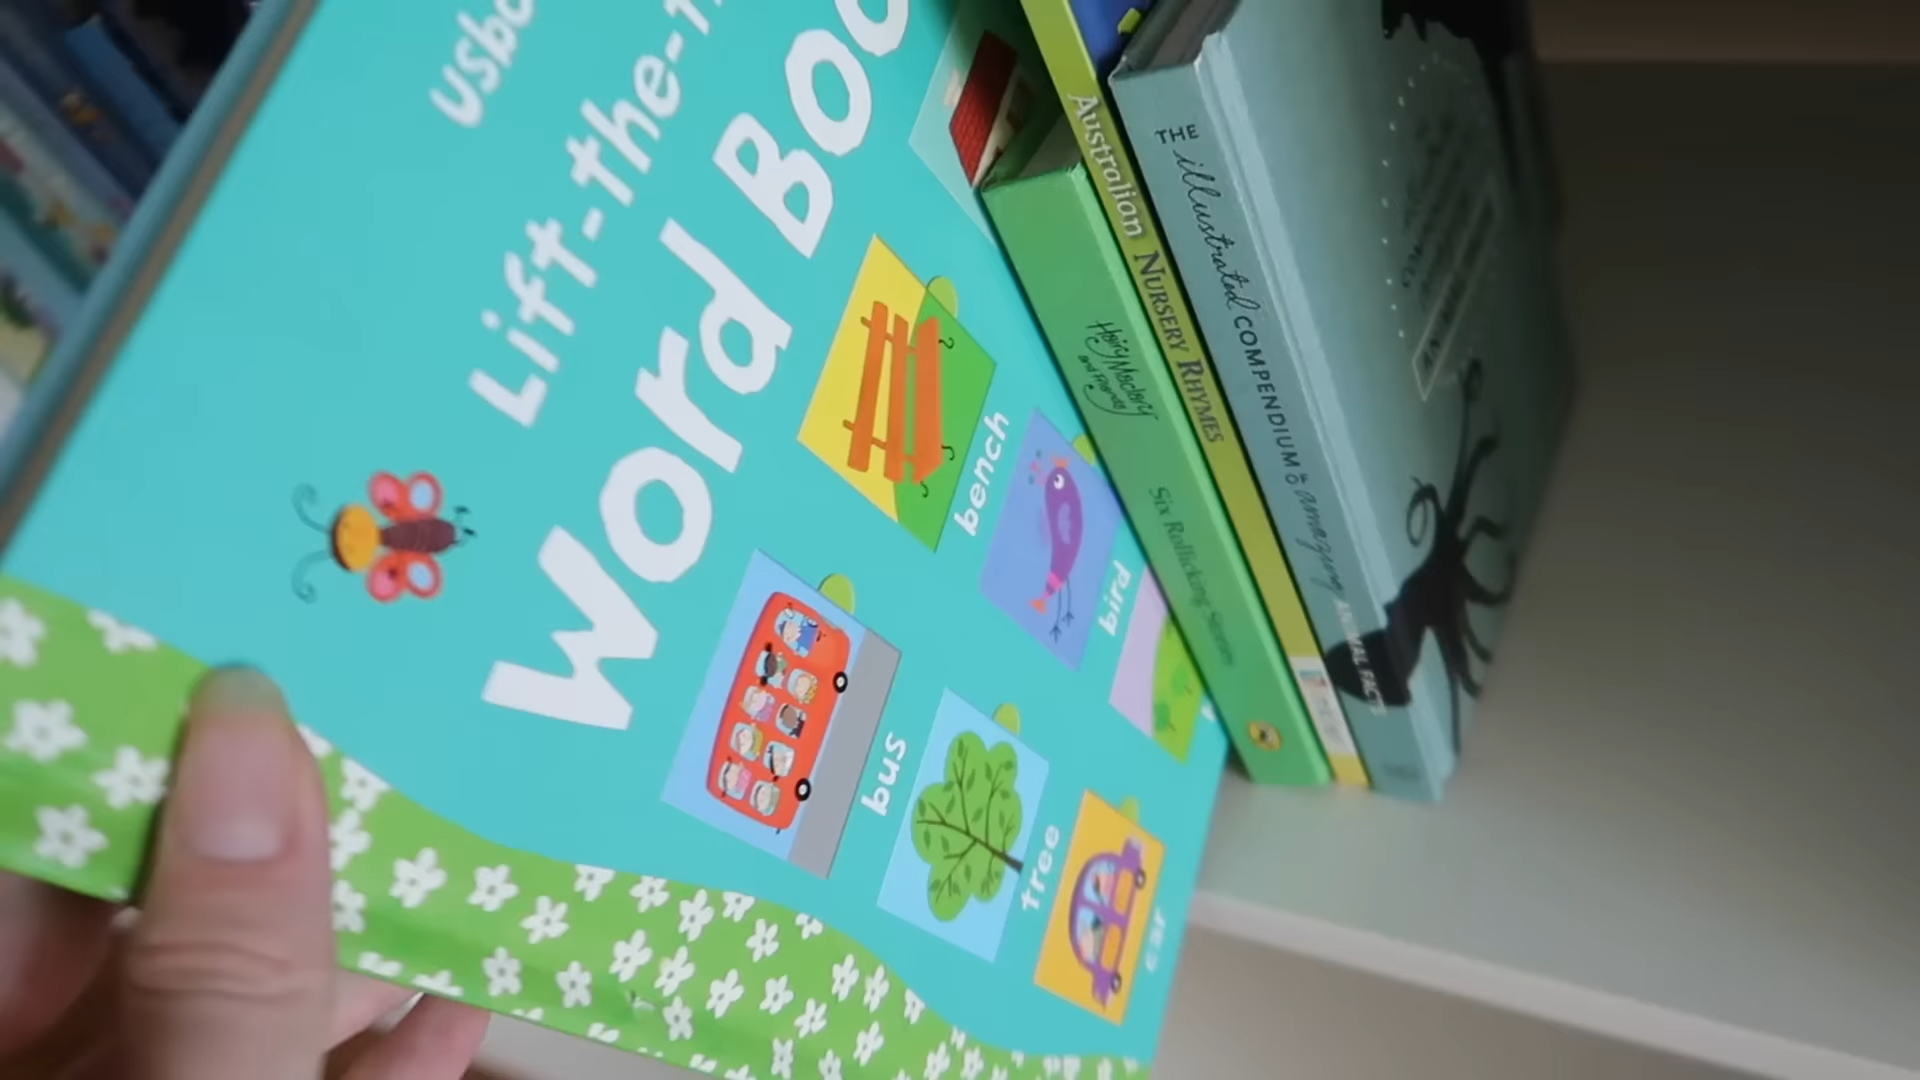 Usbo
Lift-the-
Word Boo
bench
bird
bus
tree
car
Hairy Maclary
and Friends
Six Rollicking Stories
Australian NURSERY RHYMES
THE illustrated COMPENDIUM of amazing ANIMAL FACTS